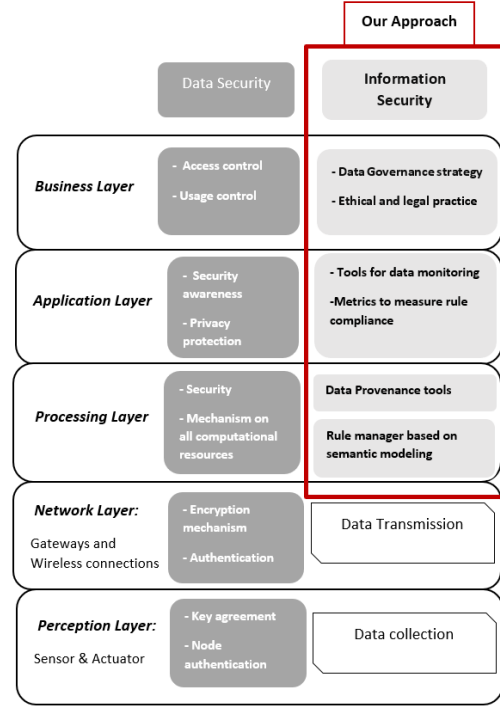 Our Approach
Data Security
Information
Security
Business Layer
- Access control
- Usage control
- Data Governance strategy
- Ethical and legal practice
Application Layer
- Security
awareness
- Privacy
protection
- Tools for data monitoring
-Metrics to measure rule
compliance
Processing Layer
- Security
- Mechanism on
all computational
resources
Data Provenance tools
Rule manager based on
semantic modeling
Network Layer:
Gateways and
Wireless connections
- Encryption
mechanism
- Authentication
Data Transmission
Perception Layer:
Sensor & Actuator
- Key agreement
- Node
authentication
Data collection